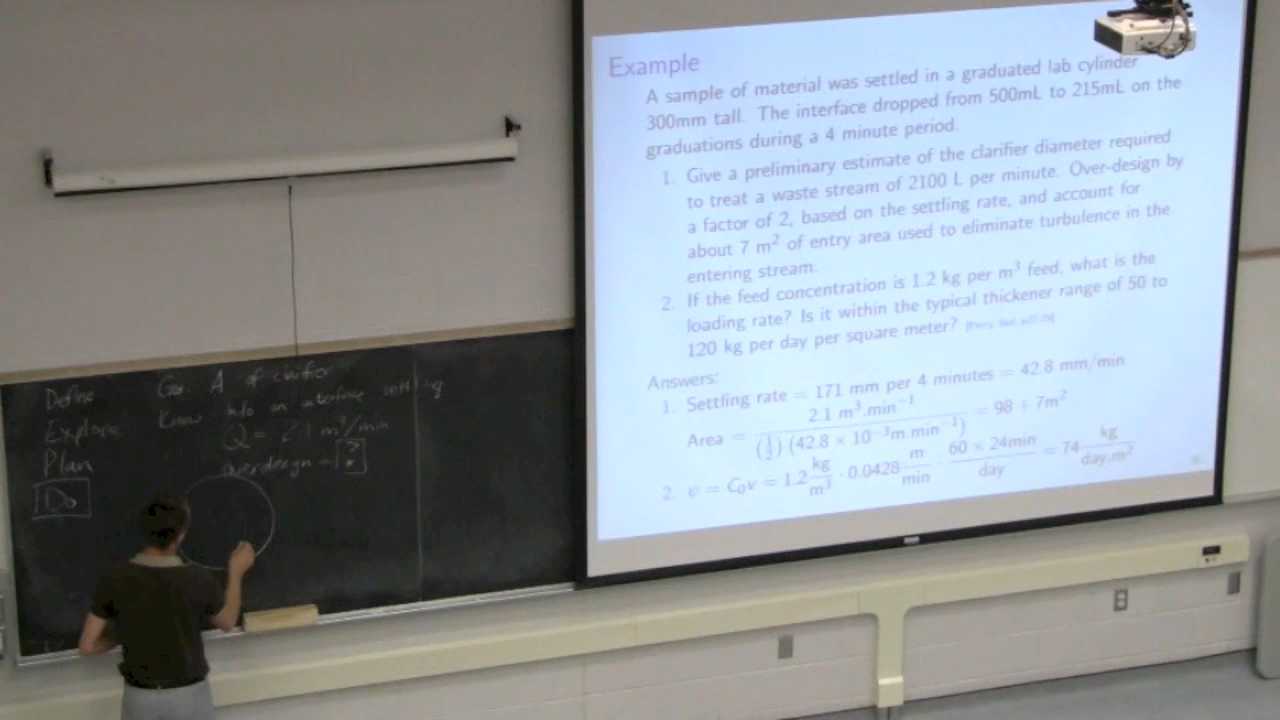 Example
A sample of material was settled in a graduated lab cylinder
300mm tall. The interface dropped from 500mL to 215mL on the
graduations during a 4 minute period.
1. Give a preliminary estimate of the clarifier diameter required
to treat a waste stream of 2100 L per minute. Over-design by
a factor of 2, based on the settling rate, and account for
about 7 m² of entry area used to eliminate turbulence in the
entering stream.
2. If the feed concentration is 1.2 kg per m³ feed, what is the
loading rate? Is it within the typical thickener range of 50 to
120 kg per day per square meter?
Answers:
1. Settling rate = 171 mm per 4 minutes = 42.8 mm/min.
Area = 2.1 m³.min⁻¹ / (½) (42.8 × 10⁻³m.min⁻¹) = 98 + 7m²
2. = C₀v = 1.2 kg/m³ · 0.0428 m/min · 60 × 24min/day = 74 kg/day.m²
Define
Explore
Plan
Do
A of clarifier
Know info on interface settling
Q = 2.1 m³/min
overdesign = ?